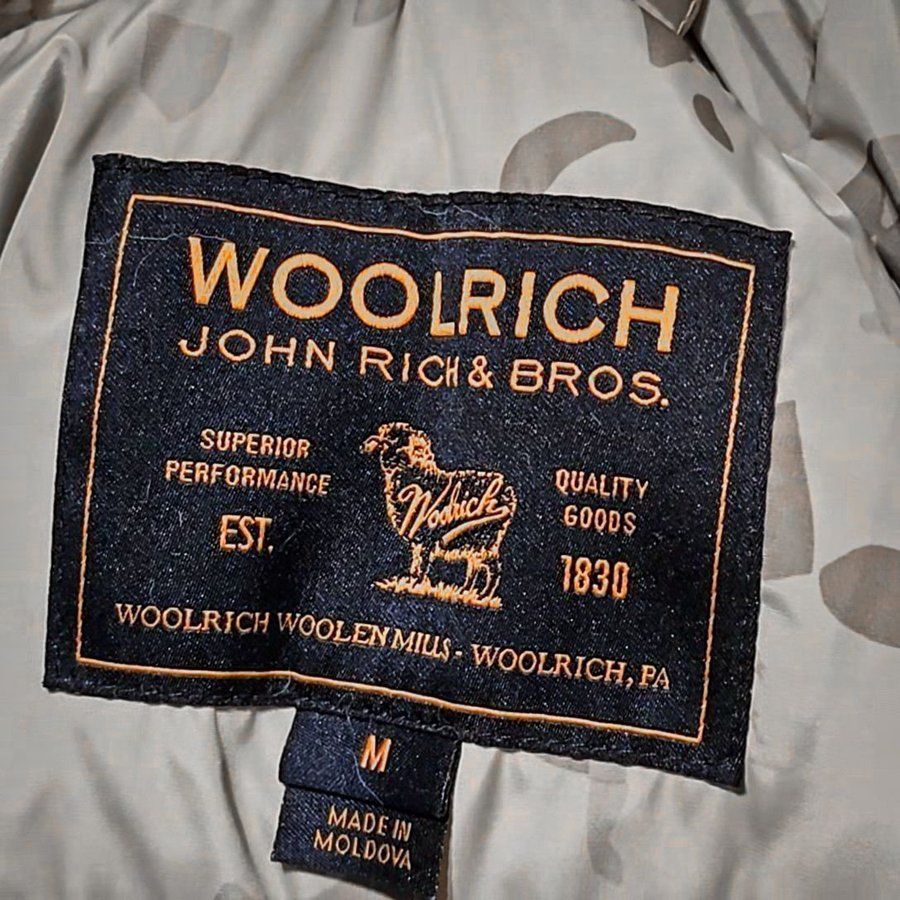 WOOLRICH
JOHN RICH & BROS.
SUPERIOR
PERFORMANCE
EST.
Woolrich
QUALITY
GOODS
1830
WOOLRICH WOOLEN MILLS - WOOLRICH, PA
M
MADE IN
MOLDOVA